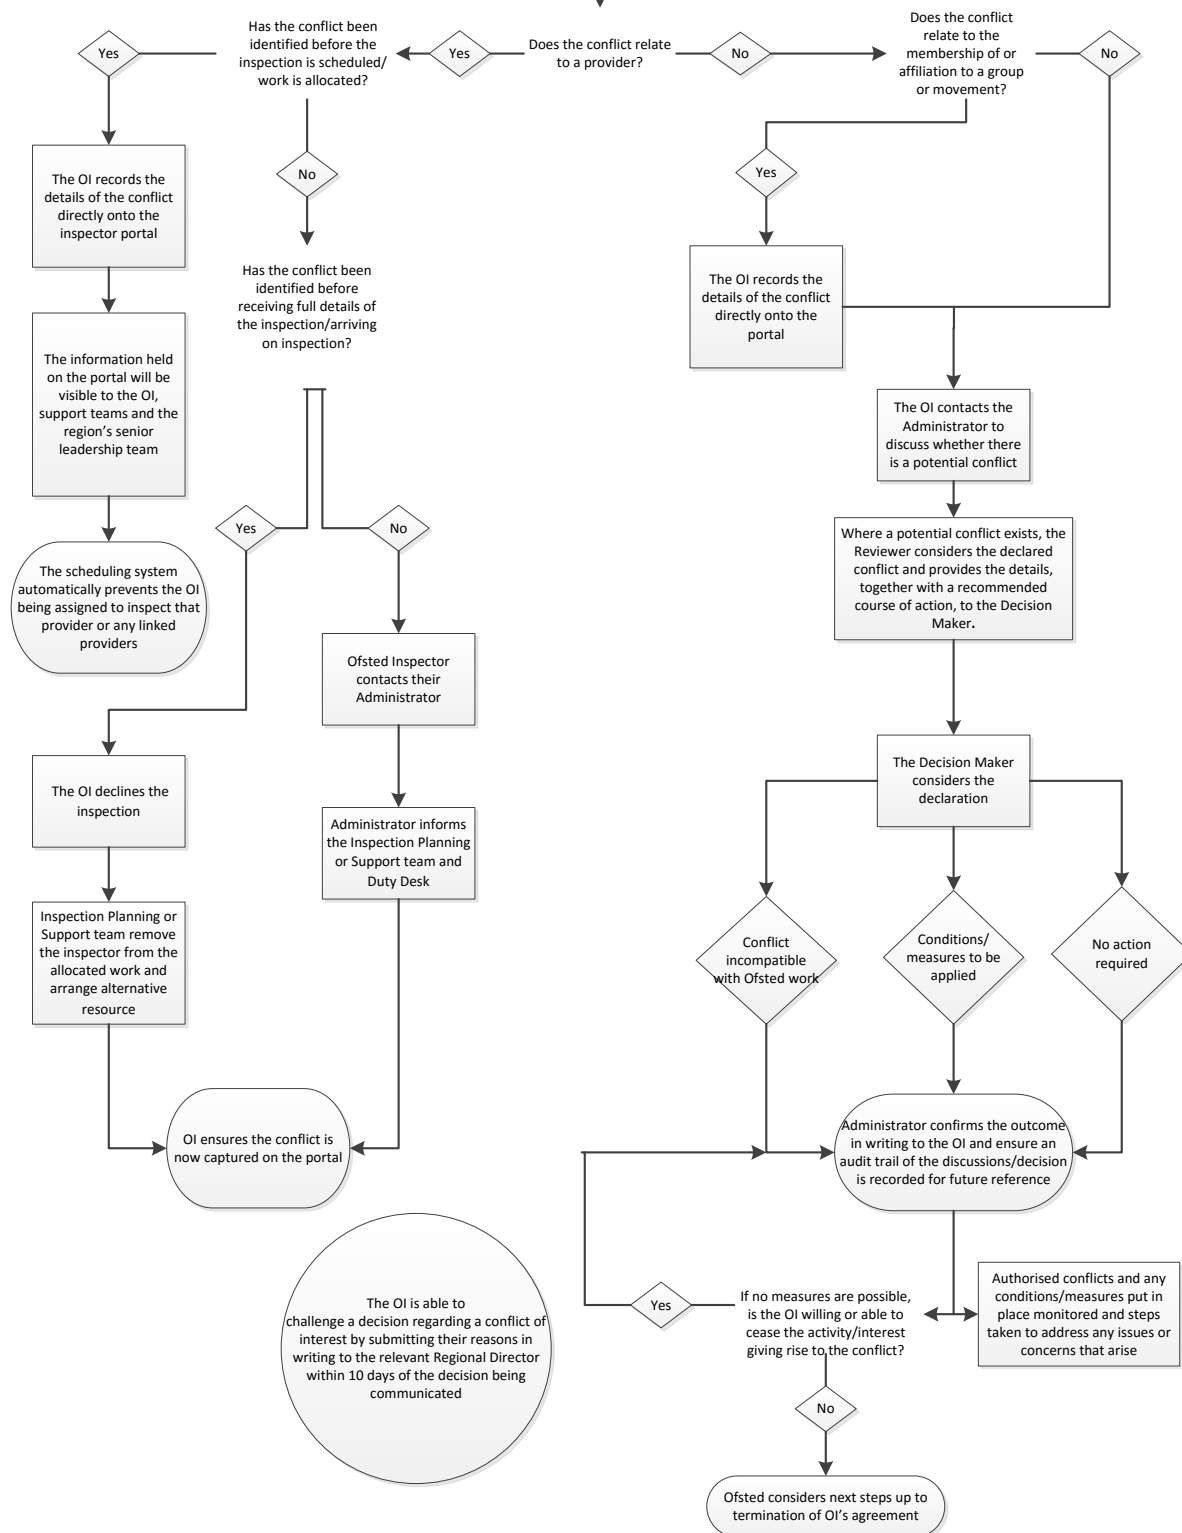 Has the conflict been
identified before the
inspection is scheduled/
work is allocated?
Yes
Yes
Does the conflict relate
to a provider?
No
Does the conflict
relate to the
membership of or
affiliation to a group
or movement?
No
The OI records the
details of the conflict
directly onto the
inspector portal
No
Yes
Has the conflict been
identified before
receiving full details of
the inspection/arriving
on inspection?
The OI records the
details of the conflict
directly onto the
portal
The information held
on the portal will be
visible to the OI,
support teams and the
region's senior
leadership team
The OI contacts the
Administrator to
discuss whether there
is a potential conflict
Yes
No
Where a potential conflict exists, the
Reviewer considers the declared
conflict and provides the details,
together with a recommended
course of action, to the Decision
Maker.
The scheduling system
automatically prevents the OI
being assigned to inspect that
provider or any linked
providers
Ofsted Inspector
contacts their
Administrator
The OI declines the
inspection
The Decision Maker
considers the
declaration
Administrator informs
the Inspection Planning
or Support team and
Duty Desk
Inspection Planning or
Support team remove
the inspector from the
allocated work and
arrange alternative
resource
Conflict
incompatible
with Ofsted work
Conditions/
measures to be
applied
No action
required
OI ensures the conflict is
now captured on the portal
Administrator confirms the outcome
in writing to the OI and ensure an
audit trail of the discussions/decision
is recorded for future reference
The OI is able to
challenge a decision regarding a conflict of
interest by submitting their reasons in
writing to the relevant Regional Director
within 10 days of the decision being
communicated
Yes
If no measures are possible,
is the OI willing or able to
cease the activity/interest
giving rise to the conflict?
Authorised conflicts and any
conditions/measures put in
place monitored and steps
taken to address any issues or
concerns that arise
No
Ofsted considers next steps up to
termination of OI's agreement